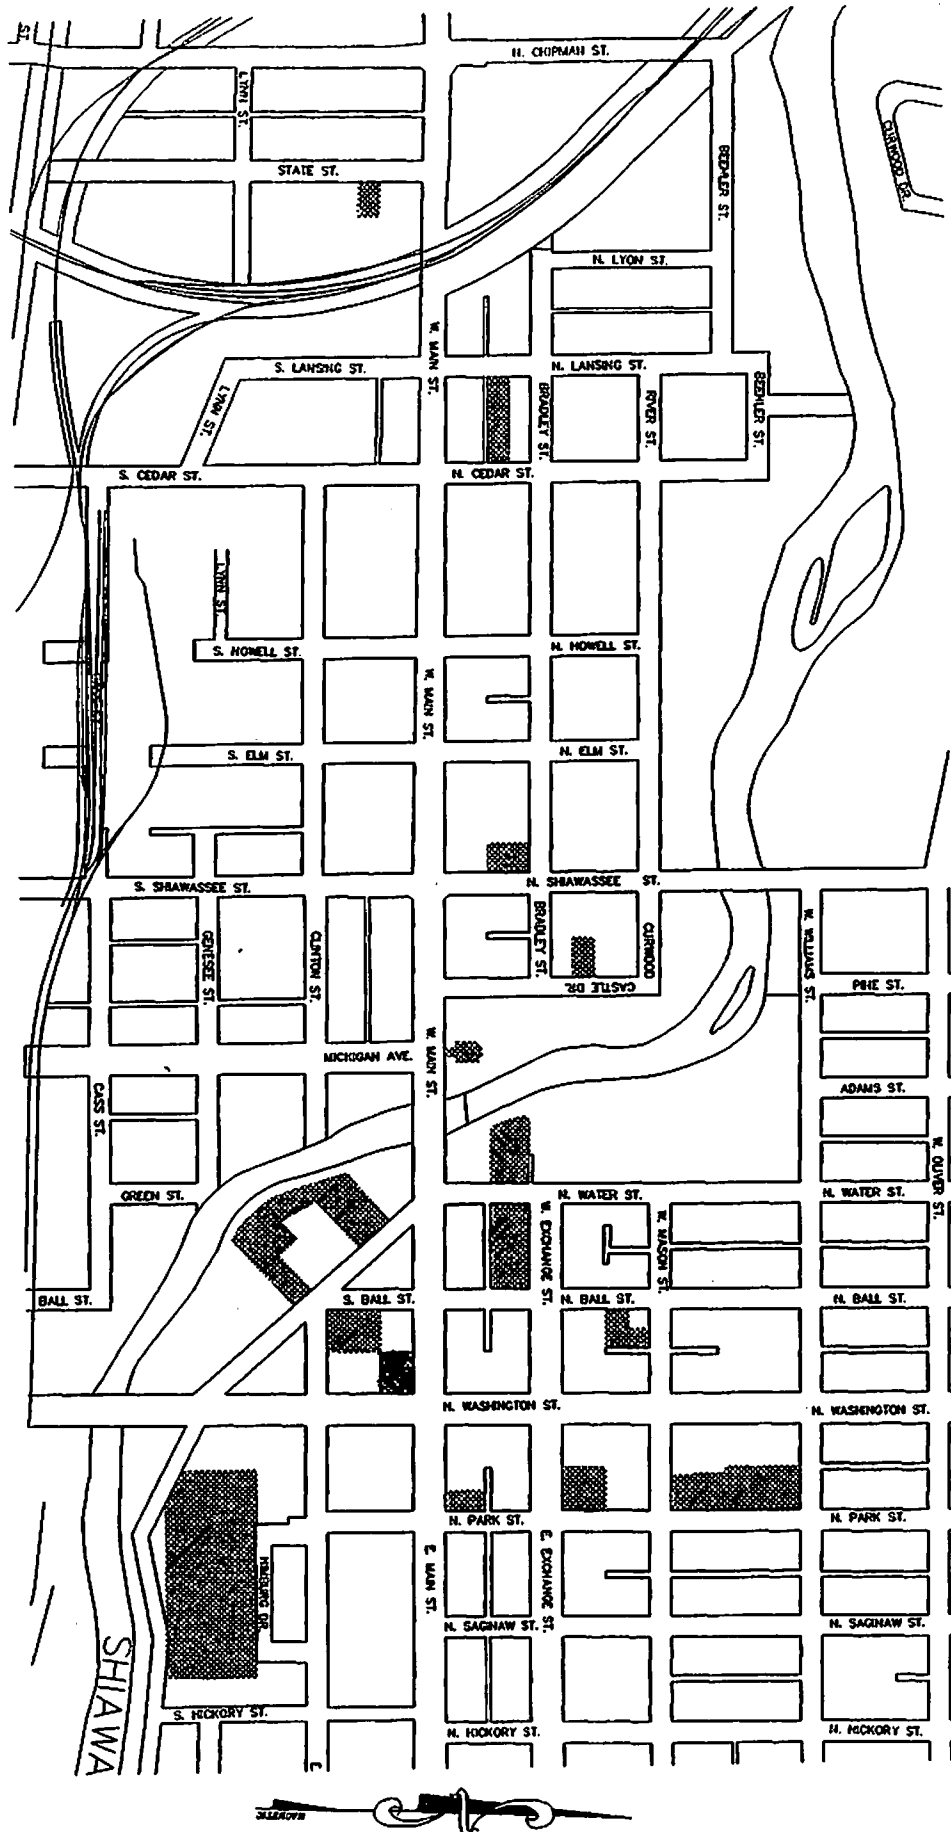 ST.
N. CHIPMAN ST.
LYNN ST.
STATE ST.
BEEHLER ST.
CURWOOD DR.
N. LYON ST.
W. MAIN ST.
S. LANSING ST.
N. LANSING ST.
LYNN ST.
BRADLEY ST.
RIVER ST.
BEEHLER ST.
S. CEDAR ST.
N. CEDAR ST.
LYNN ST.
S. HOWELL ST.
N. HOWELL ST.
W. MAIN ST.
S. ELM ST.
N. ELM ST.
S. SHIAWASSEE ST.
N. SHIAWASSEE ST.
GENESEE ST.
CLINTON ST.
BRADLEY ST.
CURWOOD
CASTLE DR.
W. WILLIAMS ST.
PINE ST.
MICHIGAN AVE.
W. MAIN ST.
CASS ST.
ADAMS ST.
W. OLIVER ST.
GREEN ST.
N. WATER ST.
N. WATER ST.
W. EXCHANGE ST.
W. MASON ST.
BALL ST.
S. BALL ST.
N. BALL ST.
N. BALL ST.
N. WASHINGTON ST.
N. WASHINGTON ST.
N. PARK ST.
N. PARK ST.
E. MAIN ST.
E. EXCHANGE ST.
N. SAGINAW ST.
N. SAGINAW ST.
SHIAWA
S. HICKORY ST.
N. HICKORY ST.
N. HICKORY ST.
E.